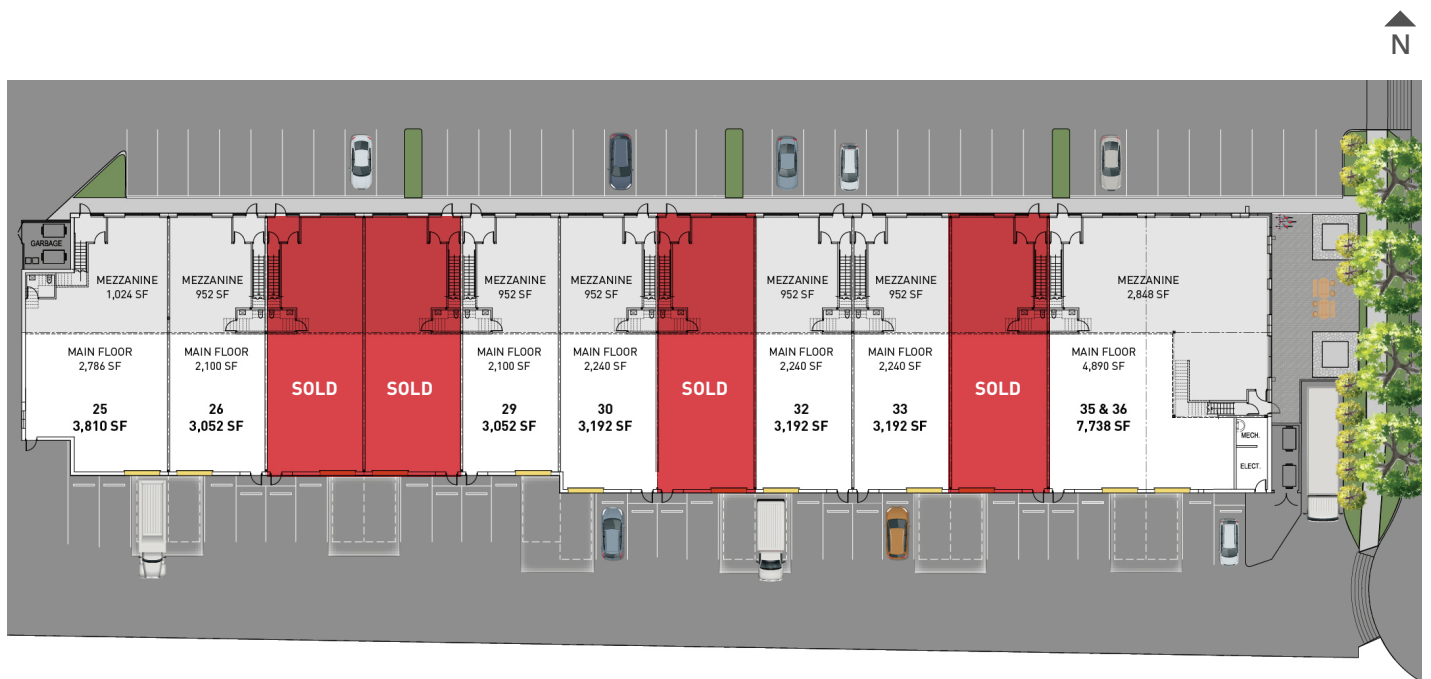 N
GARBAGE
MEZZANINE
1,024 SF
MEZZANINE
952 SF
MEZZANINE
952 SF
MEZZANINE
952 SF
MEZZANINE
952 SF
MEZZANINE
952 SF
MEZZANINE
2,848 SF
MAIN FLOOR
2,786 SF
25
3,810 SF
MAIN FLOOR
2,100 SF
26
3,052 SF
SOLD
SOLD
MAIN FLOOR
2,100 SF
29
3,052 SF
MAIN FLOOR
2,240 SF
30
3,192 SF
SOLD
MAIN FLOOR
2,240 SF
32
3,192 SF
MAIN FLOOR
2,240 SF
33
3,192 SF
SOLD
MAIN FLOOR
4,890 SF
35 & 36
7,738 SF
MECH.
ELECT.